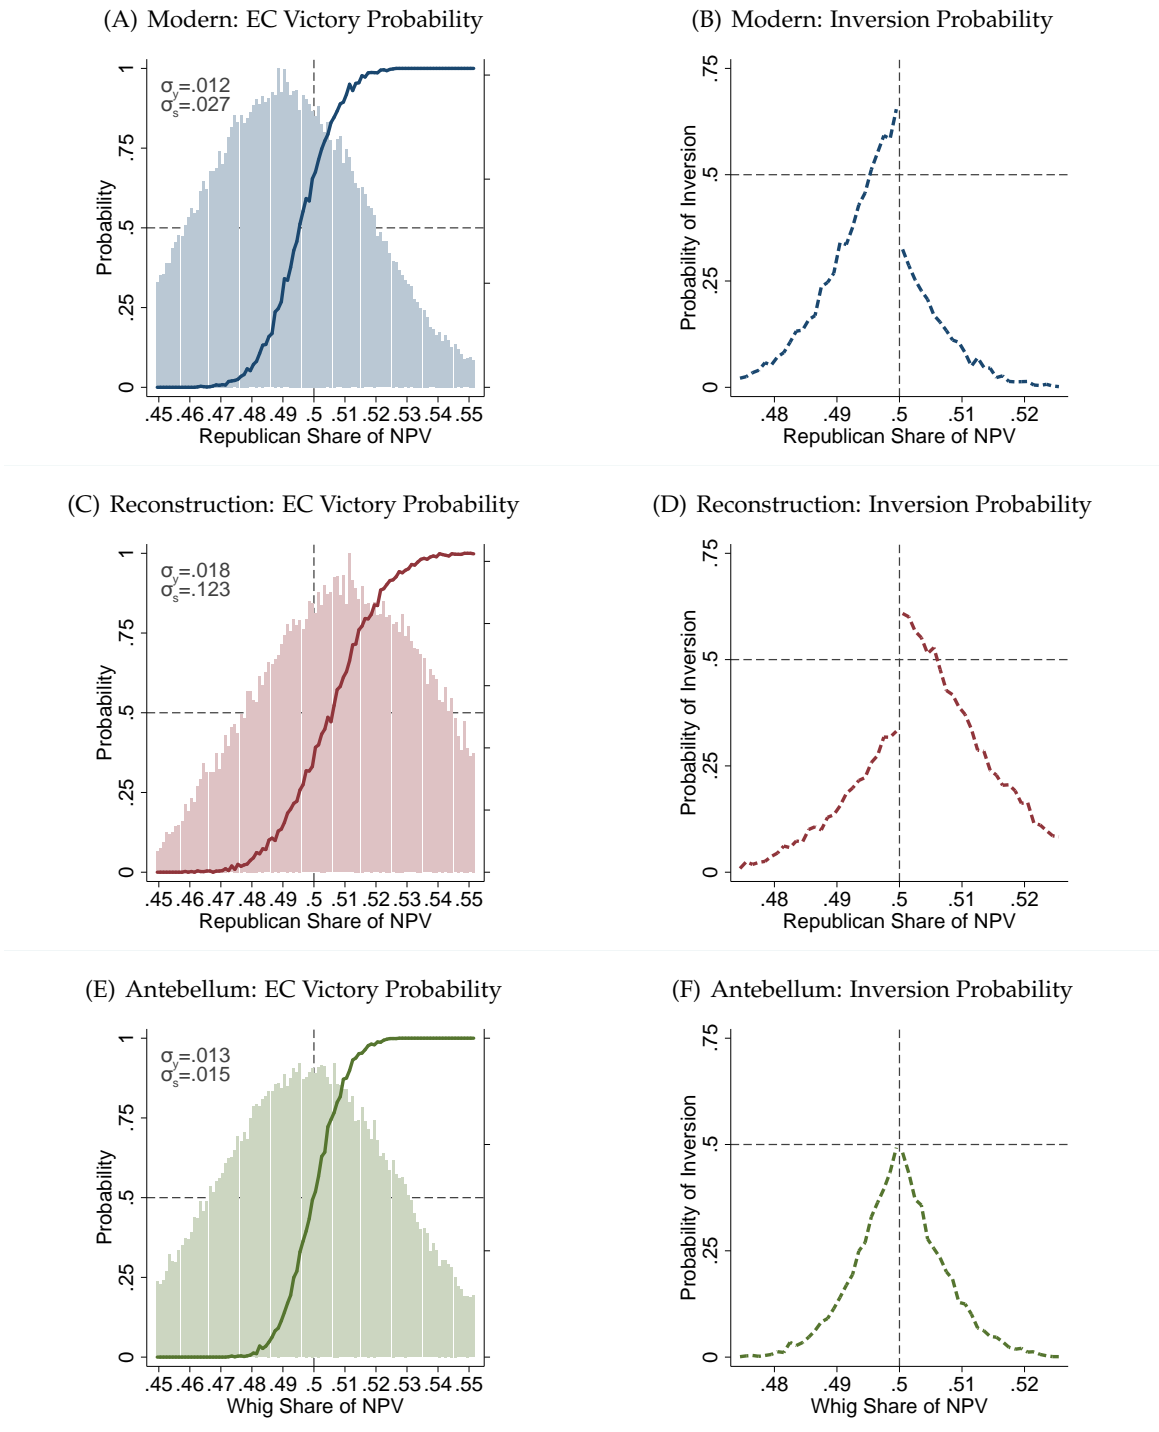 (A) Modern: EC Victory Probability
σy=.012
σs=.027
Probability
0 .25 .5 .75 1
.45 .46 .47 .48 .49 .5 .51 .52 .53 .54 .55
Republican Share of NPV
(B) Modern: Inversion Probability
Probability of Inversion
0 .25 .5 .75
.48 .49 .5 .51 .52
Republican Share of NPV
(C) Reconstruction: EC Victory Probability
σy=.018
σs=.123
Probability
0 .25 .5 .75 1
.45 .46 .47 .48 .49 .5 .51 .52 .53 .54 .55
Republican Share of NPV
(D) Reconstruction: Inversion Probability
Probability of Inversion
0 .25 .5 .75
.48 .49 .5 .51 .52
Republican Share of NPV
(E) Antebellum: EC Victory Probability
σy=.013
σs=.015
Probability
0 .25 .5 .75 1
.45 .46 .47 .48 .49 .5 .51 .52 .53 .54 .55
Whig Share of NPV
(F) Antebellum: Inversion Probability
Probability of Inversion
0 .25 .5 .75
.48 .49 .5 .51 .52
Whig Share of NPV